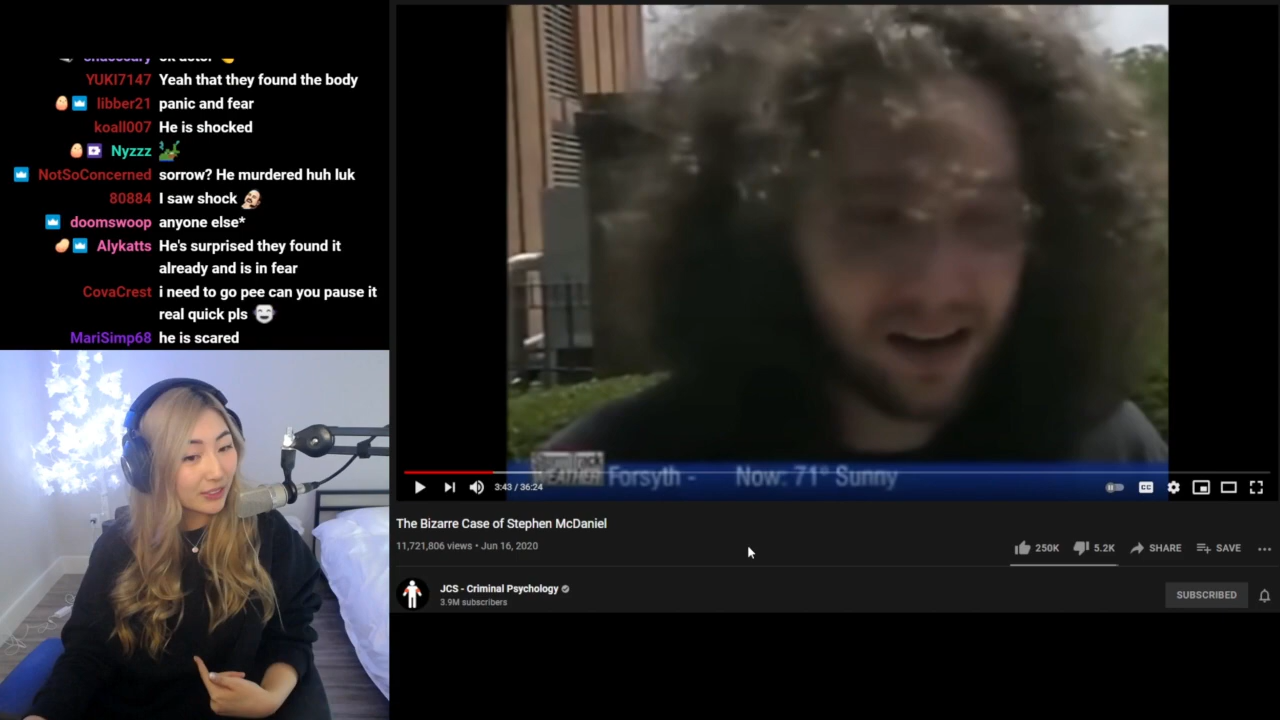 YUKI7147 Yeah that they found the body
libber21 panic and fear
koall007 He is shocked
Nyzzz
NotSoConcerned sorrow? He murdered huh luk
80884 I saw shock
doomswoop anyone else*
Alykatts He's surprised they found it
already and is in fear
CovaCrest i need to go pee can you pause it
real quick pls
MariSimp68 he is scared
WEATHER Forsyth - Now: 71° Sunny
3:43 / 36:24
CC
The Bizarre Case of Stephen McDaniel
11,721,806 views • Jun 16, 2020
250K 5.2K SHARE SAVE
JCS - Criminal Psychology
3.9M subscribers
SUBSCRIBED